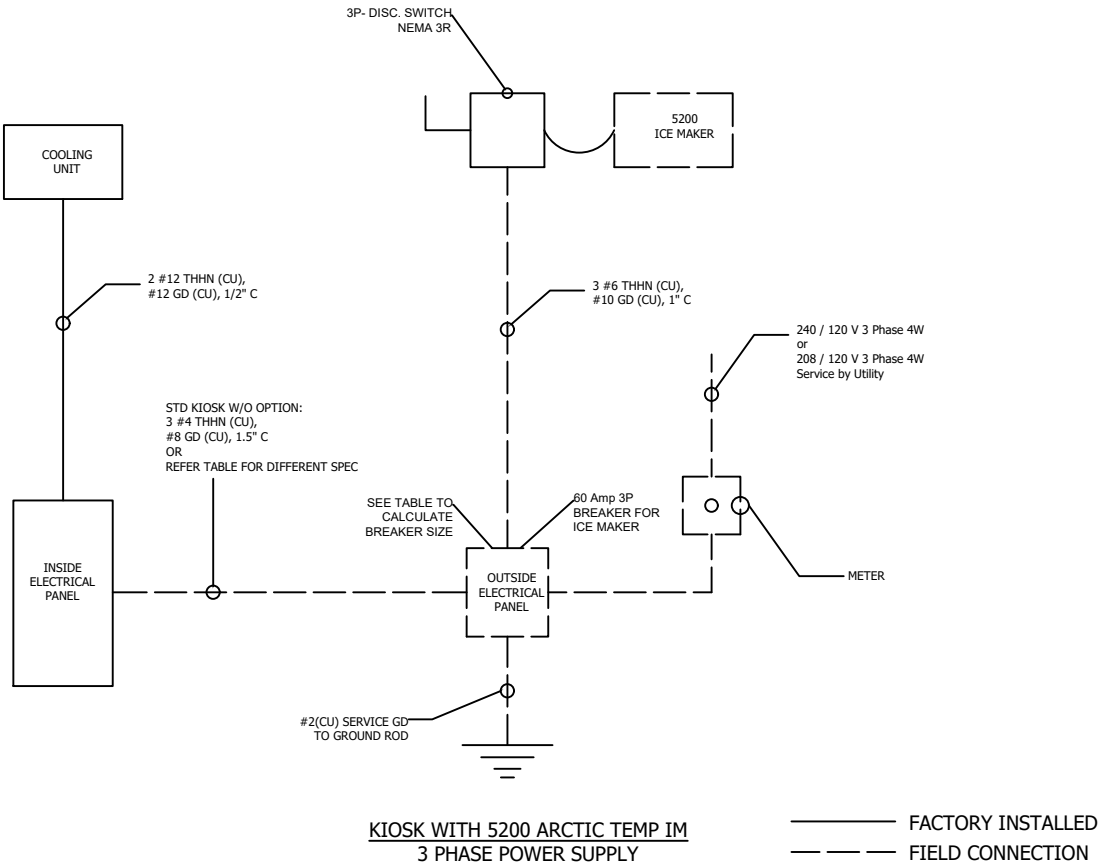 3P- DISC. SWITCH
NEMA 3R
5200
ICE MAKER
COOLING
UNIT
2 #12 THHN (CU),
#12 GD (CU), 1/2" C
3 #6 THHN (CU),
#10 GD (CU), 1" C
240 / 120 V 3 Phase 4W
or
208 / 120 V 3 Phase 4W
Service by Utility
STD KIOSK W/O OPTION:
3 #4 THHN (CU),
#8 GD (CU), 1.5" C
OR
REFER TABLE FOR DIFFERENT SPEC
SEE TABLE TO
CALCULATE
BREAKER SIZE
60 Amp 3P
BREAKER FOR
ICE MAKER
INSIDE
ELECTRICAL
PANEL
OUTSIDE
ELECTRICAL
PANEL
METER
#2(CU) SERVICE GD
TO GROUND ROD
KIOSK WITH 5200 ARCTIC TEMP IM
3 PHASE POWER SUPPLY
FACTORY INSTALLED
FIELD CONNECTION